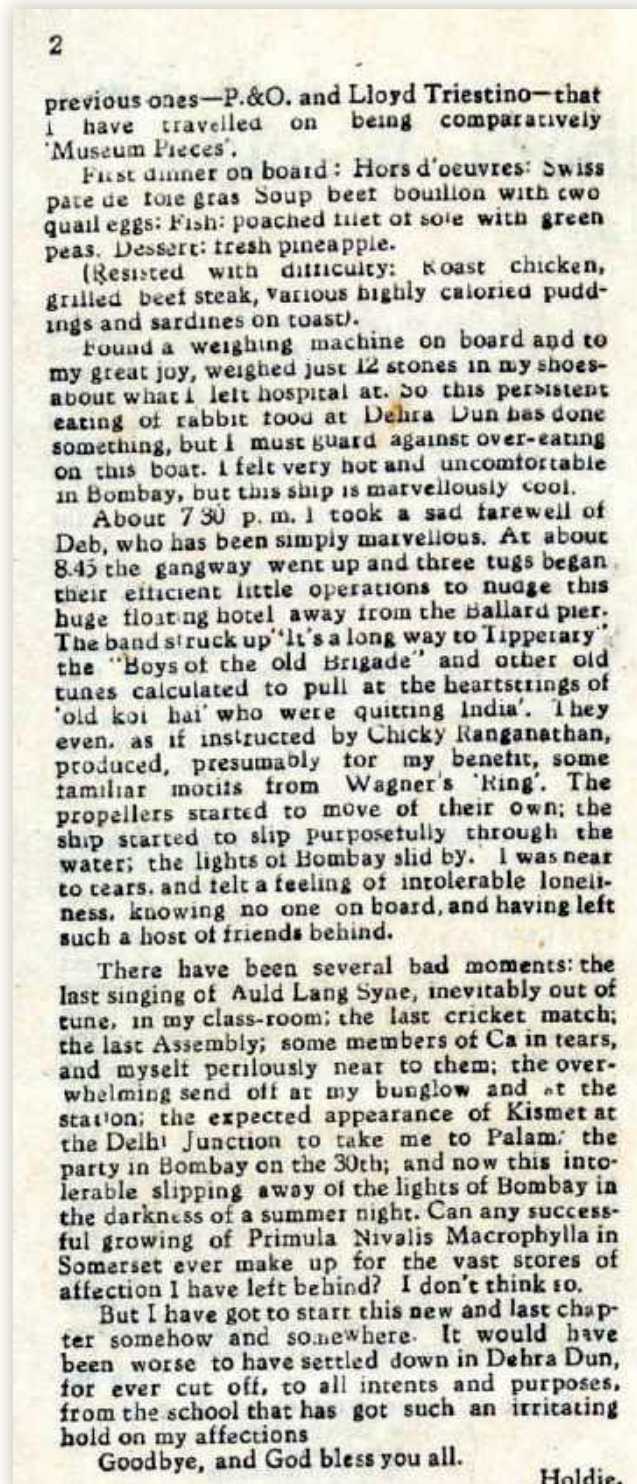 2
previous ones—P.&O. and Lloyd Triestino—that
I have travelled on being comparatively
'Museum Pieces'.
First dinner on board: Hors d'oeuvres: Swiss
pate de foie gras Soup beef bouillon with two
quail eggs: Fish: poached filet of sole with green
peas. Dessert: fresh pineapple.
(Resisted with difficulty: Roast chicken,
grilled beef steak, various highly caloried pudd-
ings and sardines on toast).
Found a weighing machine on board and to
my great joy, weighed just 12 stones in my shoes-
about what I left hospital at. So this persistent
eating of rabbit food at Dehra Dun has done
something, but I must guard against over-eating
on this boat. I felt very hot and uncomfortable
in Bombay, but this ship is marvellously cool.
About 7 30 p. m. I took a sad farewell of
Deb, who has been simply marvellous. At about
8.45 the gangway went up and three tugs began
their efficient little operations to nudge this
huge floating hotel away from the Ballard pier.
The band struck up "It's a long way to Tipperary"
the "Boys of the old Brigade" and other old
tunes calculated to pull at the heartstrings of
'old koi hai' who were quitting India'. They
even, as if instructed by Chicky Ranganathan,
produced, presumably for my benefit, some
familiar motifs from Wagner's 'Ring'. The
propellers started to move of their own; the
ship started to slip purposefully through the
water; the lights of Bombay slid by. I was near
to tears, and felt a feeling of intolerable loneli-
ness, knowing no one on board, and having left
such a host of friends behind.
There have been several bad moments: the
last singing of Auld Lang Syne, inevitably out of
tune, in my class-room; the last cricket match;
the last Assembly; some members of Ca in tears,
and myself perilously near to them; the over-
whelming send off at my bunglow and at the
station; the expected appearance of Kismet at
the Delhi Junction to take me to Palam; the
party in Bombay on the 30th; and now this into-
lerable slipping away of the lights of Bombay in
the darkness of a summer night. Can any success-
ful growing of Primula Nivalis Macrophylla in
Somerset ever make up for the vast stores of
affection I have left behind? I don't think so.
But I have got to start this new and last chap-
ter somehow and somewhere. It would have
been worse to have settled down in Dehra Dun,
for ever cut off, to all intents and purposes,
from the school that has got such an irritating
hold on my affections
Goodbye, and God bless you all.
Holdie.